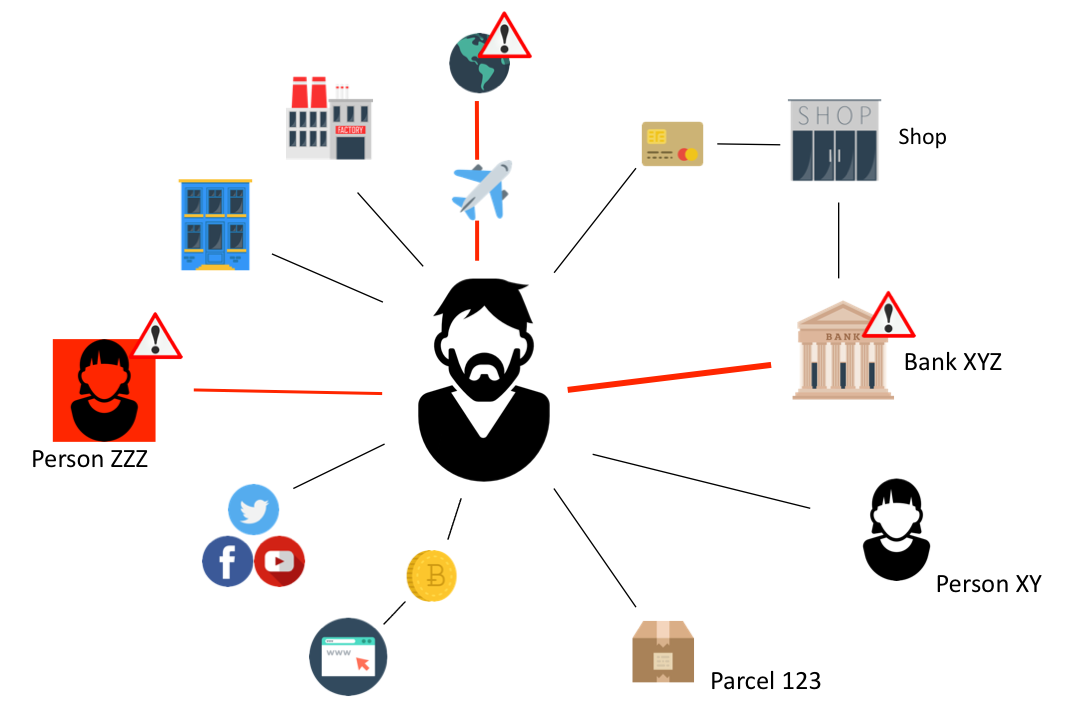 FACTORY
SHOP
Shop
BANK
Bank XYZ
Person ZZZ
Person XY
www
Parcel 123